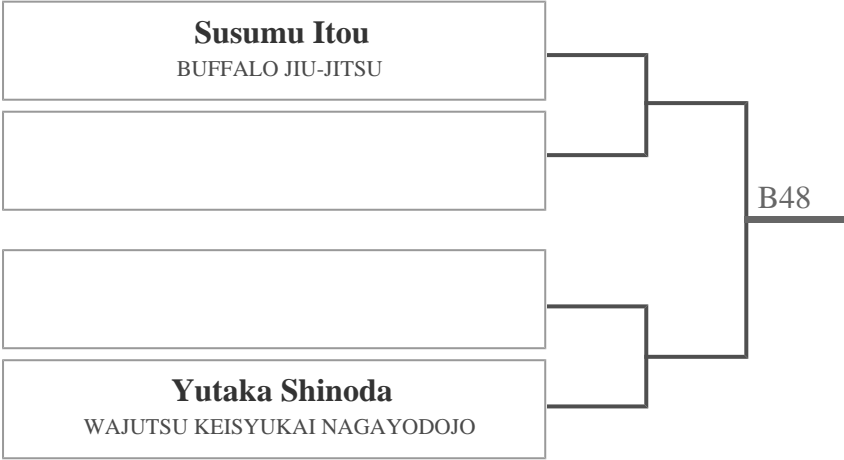 Susumu Itou
BUFFALO JIU-JITSU
B48
Yutaka Shinoda
WAJUTSU KEISYUKAI NAGAYODOJO